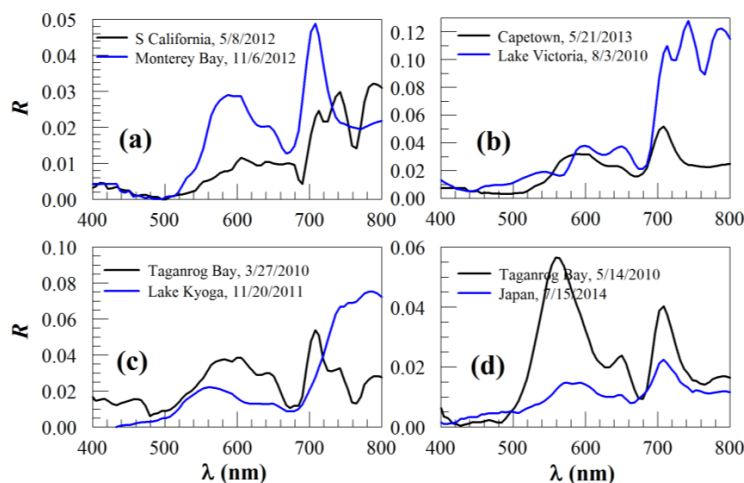 0.05
0.04
0.03
0.02
0.01
0.00
R
S California, 5/8/2012
Monterey Bay, 11/6/2012
(a)
400 500 600 700 800
0.12
0.10
0.08
0.06
0.04
0.02
0.00
Capetown, 5/21/2013
Lake Victoria, 8/3/2010
(b)
400 500 600 700 800
0.10
0.08
0.06
0.04
0.02
0.00
R
Taganrog Bay, 3/27/2010
Lake Kyoga, 11/20/2011
(c)
400 500 600 700 800
λ (nm)
0.06
0.04
0.02
0.00
Taganrog Bay, 5/14/2010
Japan, 7/15/2014
(d)
400 500 600 700 800
λ (nm)